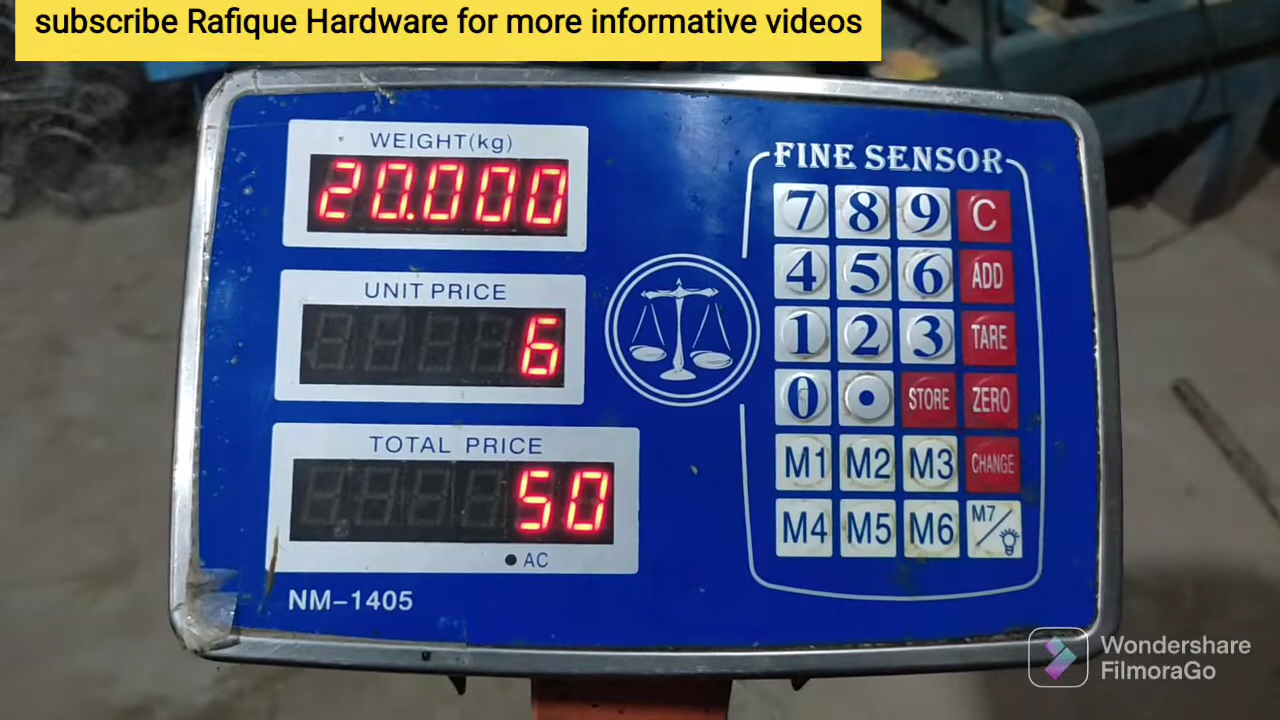 subscribe Rafique Hardware for more informative videos
WEIGHT(kg)
20.000
UNIT PRICE
6
TOTAL PRICE
50
AC
NM-1405
FINE SENSOR
7 8 9 C
4 5 6 ADD
1 2 3 TARE
0 . STORE ZERO
M1 M2 M3 CHANGE
M4 M5 M6 M7/
Wondershare
FilmoraGo